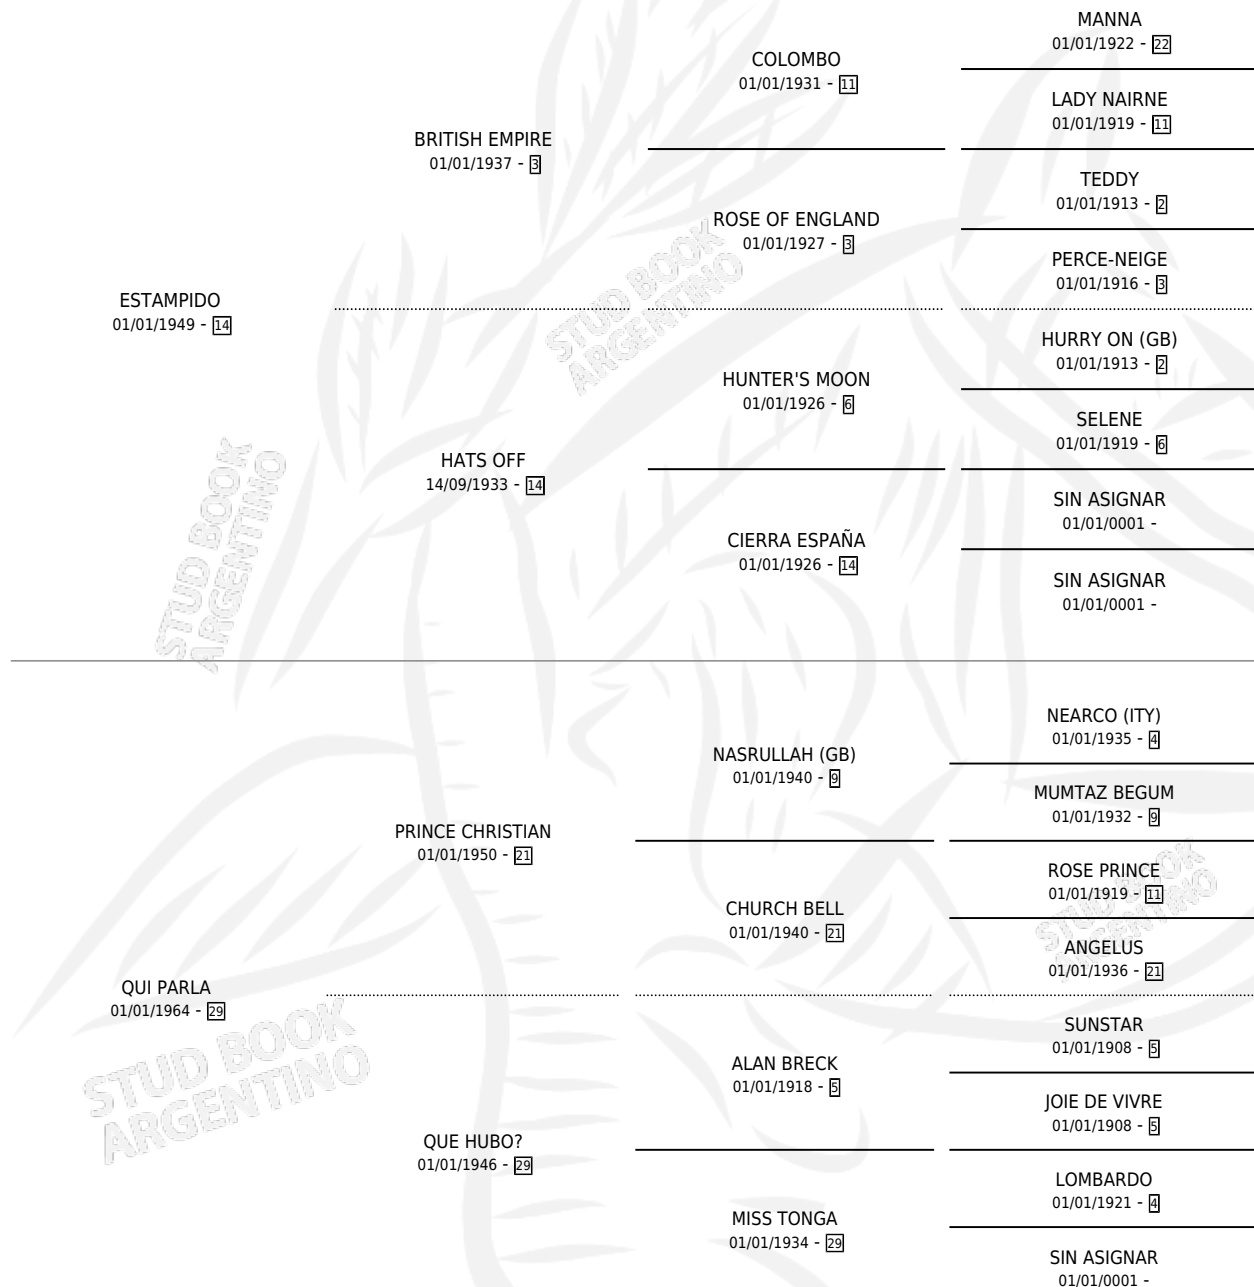 MANNA
01/01/1922 - 22
COLOMBO
01/01/1931 - 11
LADY NAIRNE
01/01/1919 - 11
BRITISH EMPIRE
01/01/1937 - 3
TEDDY
01/01/1913 - 2
ROSE OF ENGLAND
01/01/1927 - 3
PERCE-NEIGE
01/01/1916 - 3
ESTAMPIDO
01/01/1949 - 14
HURRY ON (GB)
01/01/1913 - 2
HUNTER'S MOON
01/01/1926 - 6
SELENE
01/01/1919 - 6
HATS OFF
14/09/1933 - 14
SIN ASIGNAR
01/01/0001 -
CIERRA ESPAÑA
01/01/1926 - 14
SIN ASIGNAR
01/01/0001 -
NEARCO (ITY)
01/01/1935 - 4
NASRULLAH (GB)
01/01/1940 - 9
MUMTAZ BEGUM
01/01/1932 - 9
PRINCE CHRISTIAN
01/01/1950 - 21
ROSE PRINCE
01/01/1919 - 11
CHURCH BELL
01/01/1940 - 21
ANGELUS
01/01/1936 - 21
QUI PARLA
01/01/1964 - 29
SUNSTAR
01/01/1908 - 5
ALAN BRECK
01/01/1918 - 5
JOIE DE VIVRE
01/01/1908 - 5
QUE HUBO?
01/01/1946 - 29
LOMBARDO
01/01/1921 - 4
MISS TONGA
01/01/1934 - 29
SIN ASIGNAR
01/01/0001 -
STUD BOOK
ARGENTINO
STUD BOOK
ARGENTINO
STUD BOOK
ARGENTINO
STUD BOOK
ARGENTINO